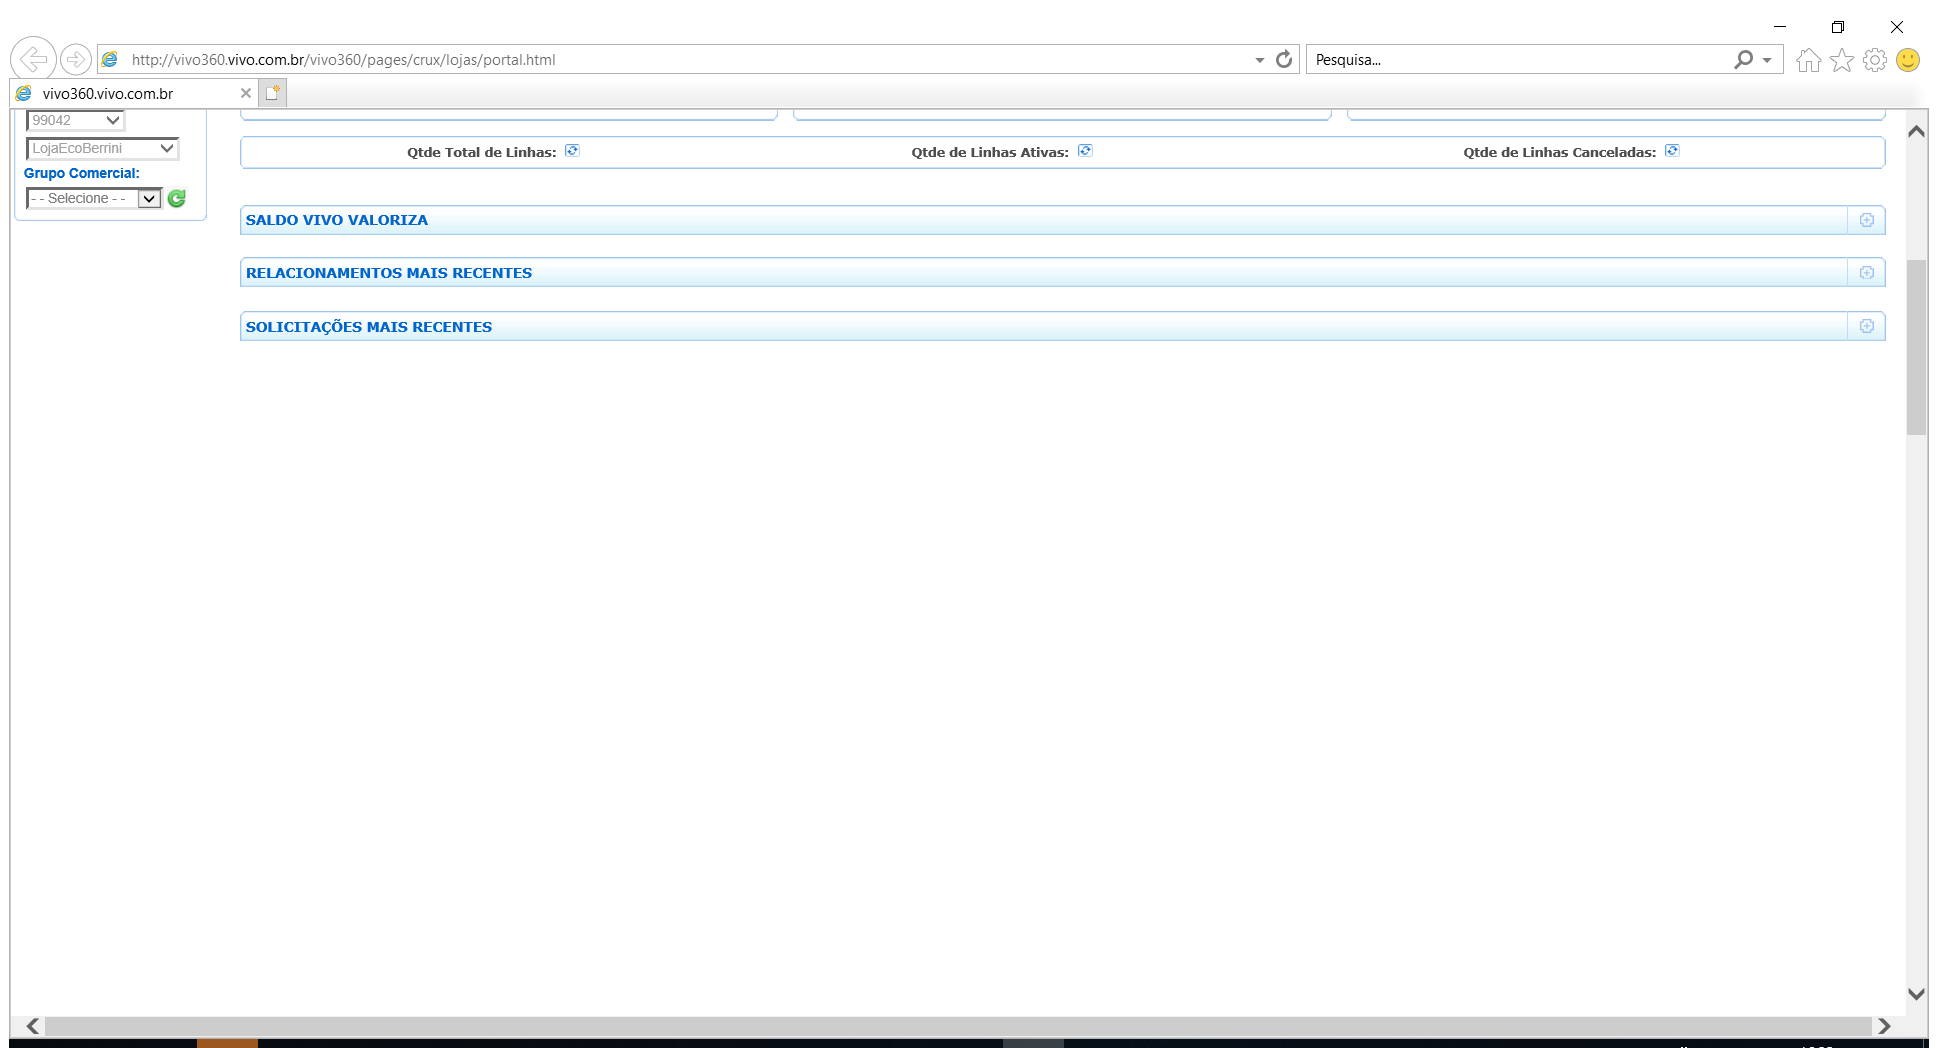 http://vivo360.vivo.com.br/vivo360/pages/crux/lojas/portal.html
Pesquisa...
vivo360.vivo.com.br
99042
LojaEcoBerrini
Grupo Comercial:
- - Selecione - -
Qtde Total de Linhas:
Qtde de Linhas Ativas:
Qtde de Linhas Canceladas:
SALDO VIVO VALORIZA
RELACIONAMENTOS MAIS RECENTES
SOLICITAÇÕES MAIS RECENTES